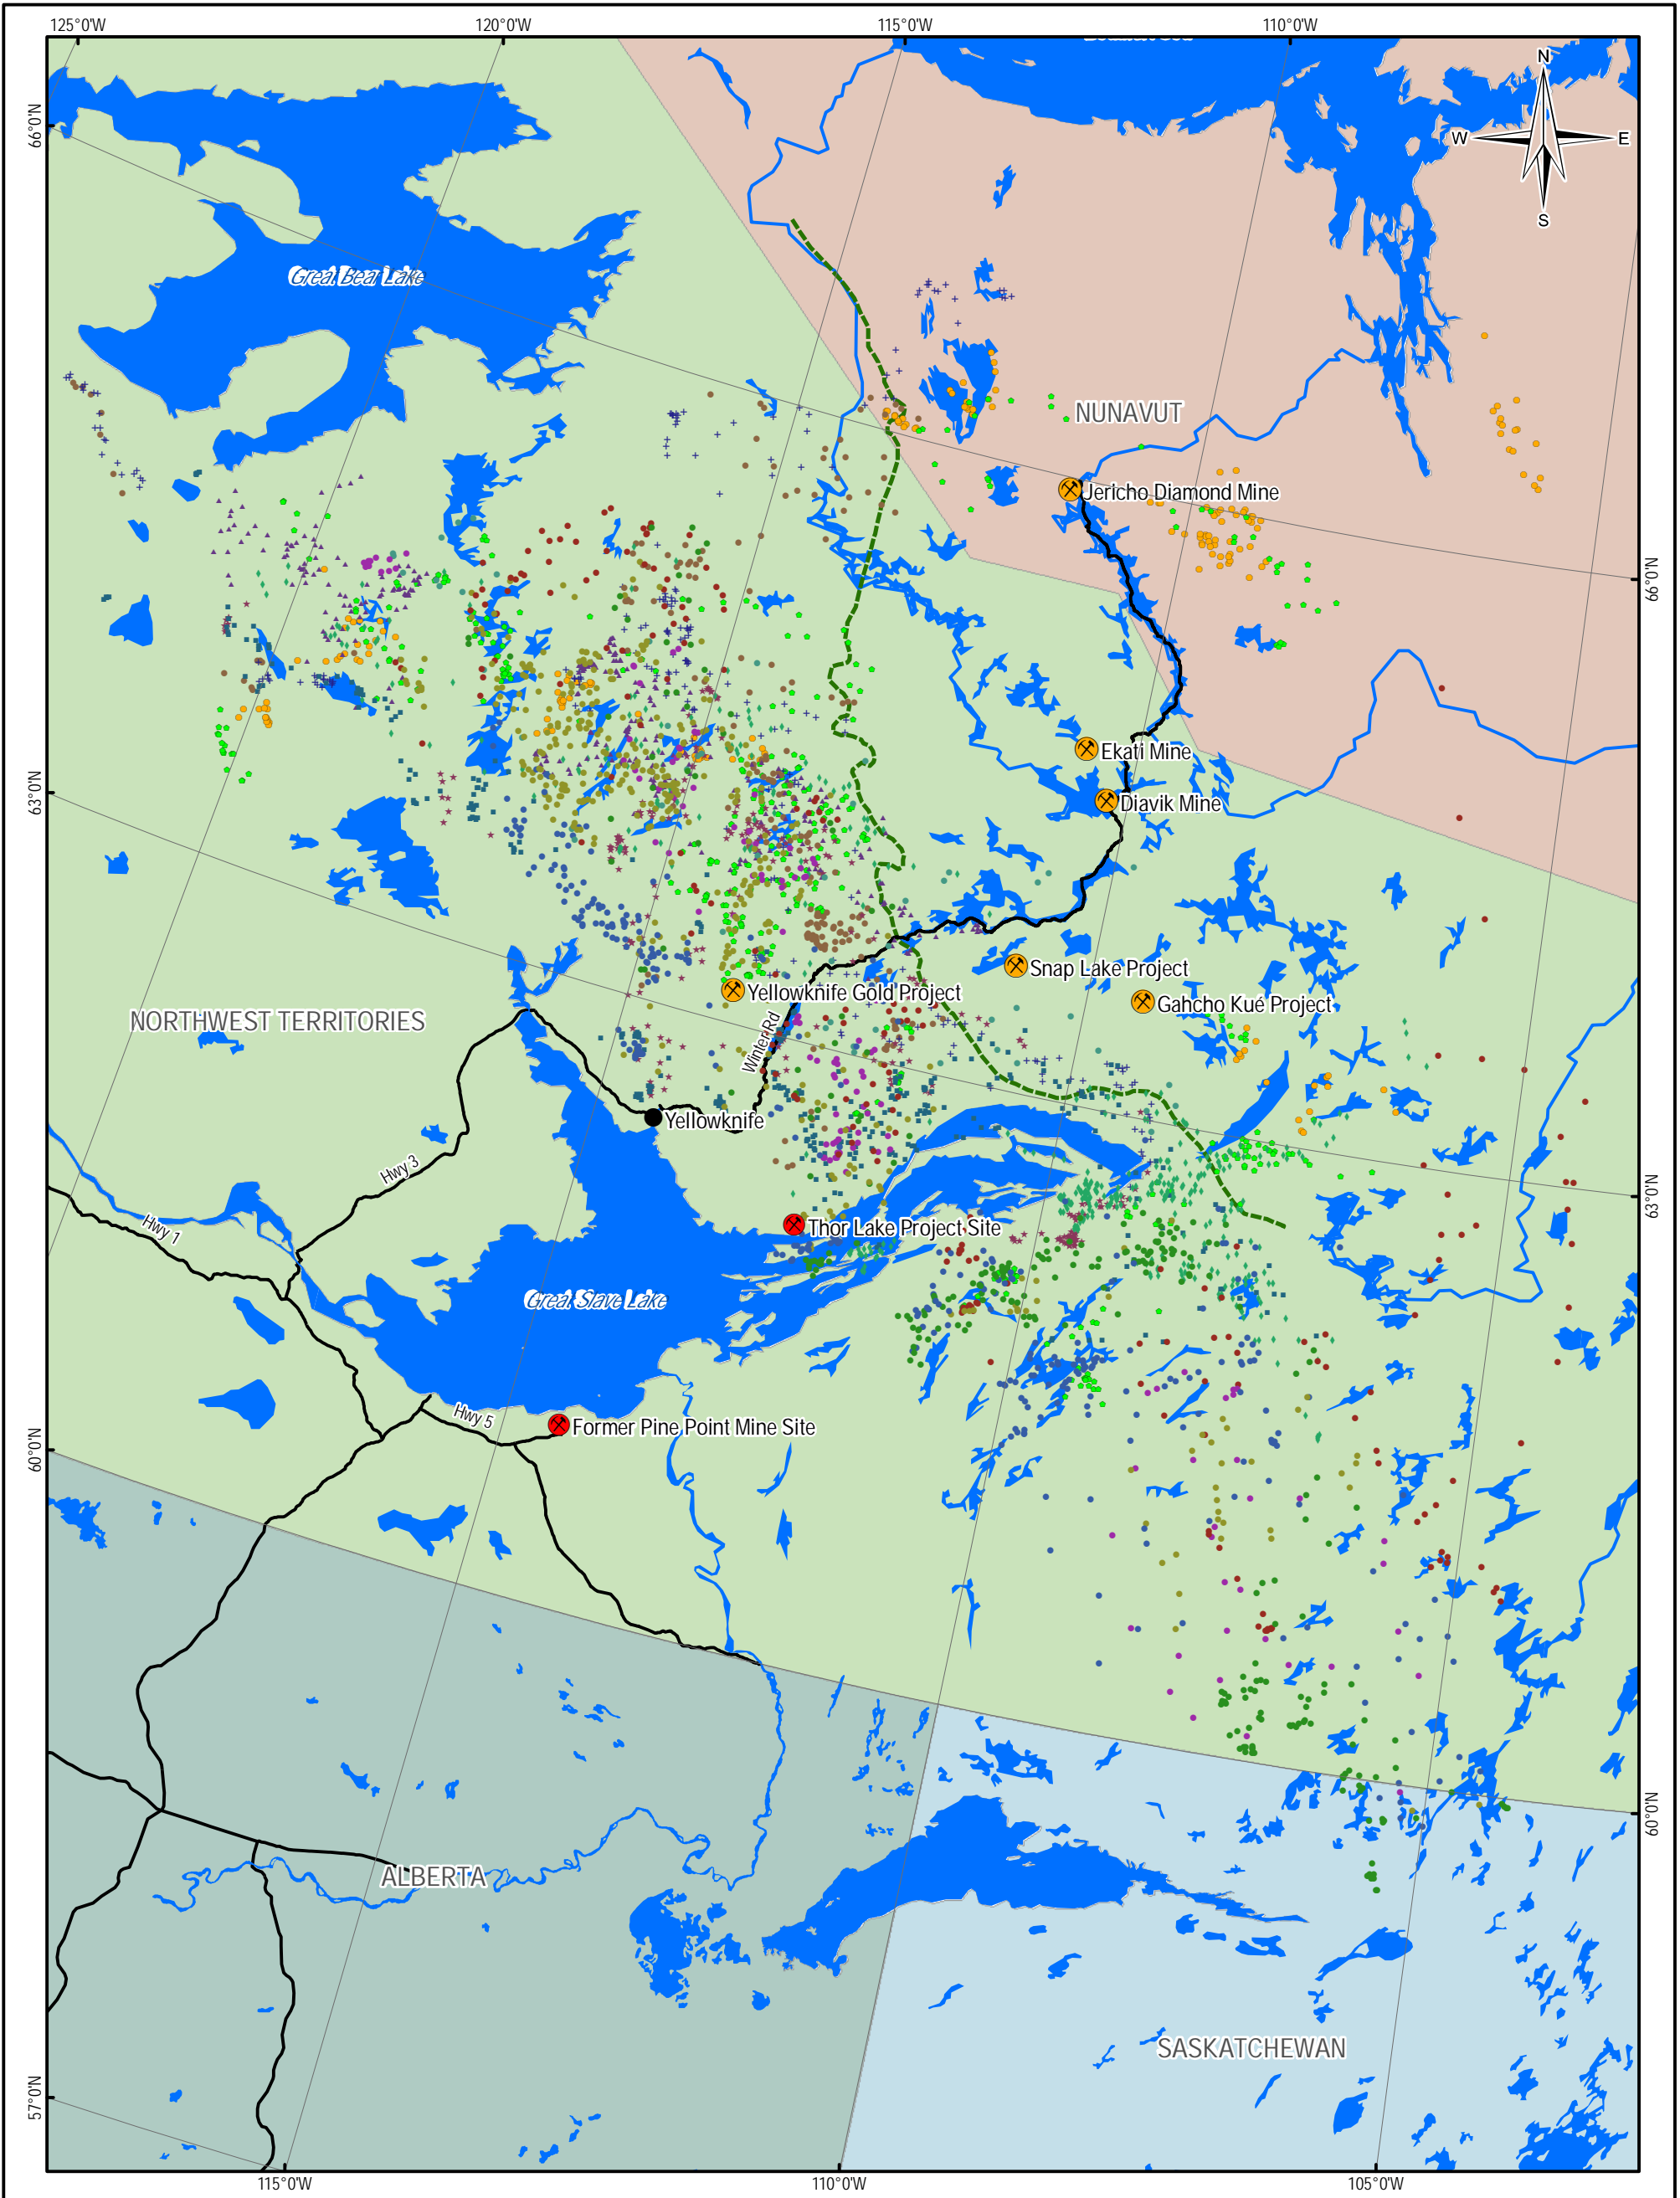 125°0'W
120°0'W
115°0'W
110°0'W
N
W
E
S
66°0'N
Great Bear Lake
NUNAVUT
Jericho Diamond Mine
66°0'N
Ekati Mine
63°0'N
Diavik Mine
Snap Lake Project
Yellowknife Gold Project
Gahcho Kué Project
NORTHWEST TERRITORIES
Winter Rd
Yellowknife
Hwy 3
63°0'N
Hwy 1
Thor Lake Project Site
Great Slave Lake
Hwy 5
Former Pine Point Mine Site
60°0'N
60°0'N
ALBERTA
SASKATCHEWAN
57°0'N
115°0'W
110°0'W
105°0'W